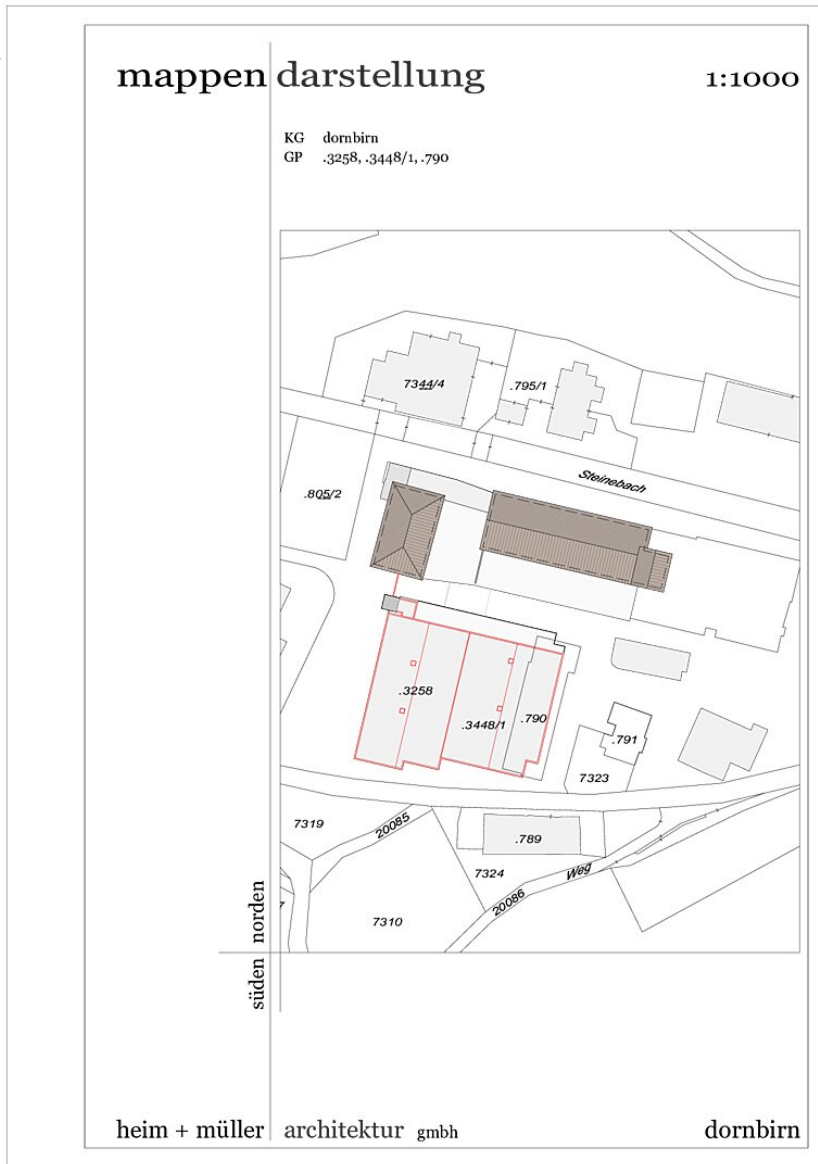 mappen darstellung 1:1000
KG dornbirn
GP .3258, .3448/1, .790
7344/4
.795/1
Steinebach
.805/2
.3258
.3448/1
.790
.791
7323
7319
20085
.789
7324
Weg
20086
7
7310
norden
süden
heim + müller architektur gmbh dornbirn